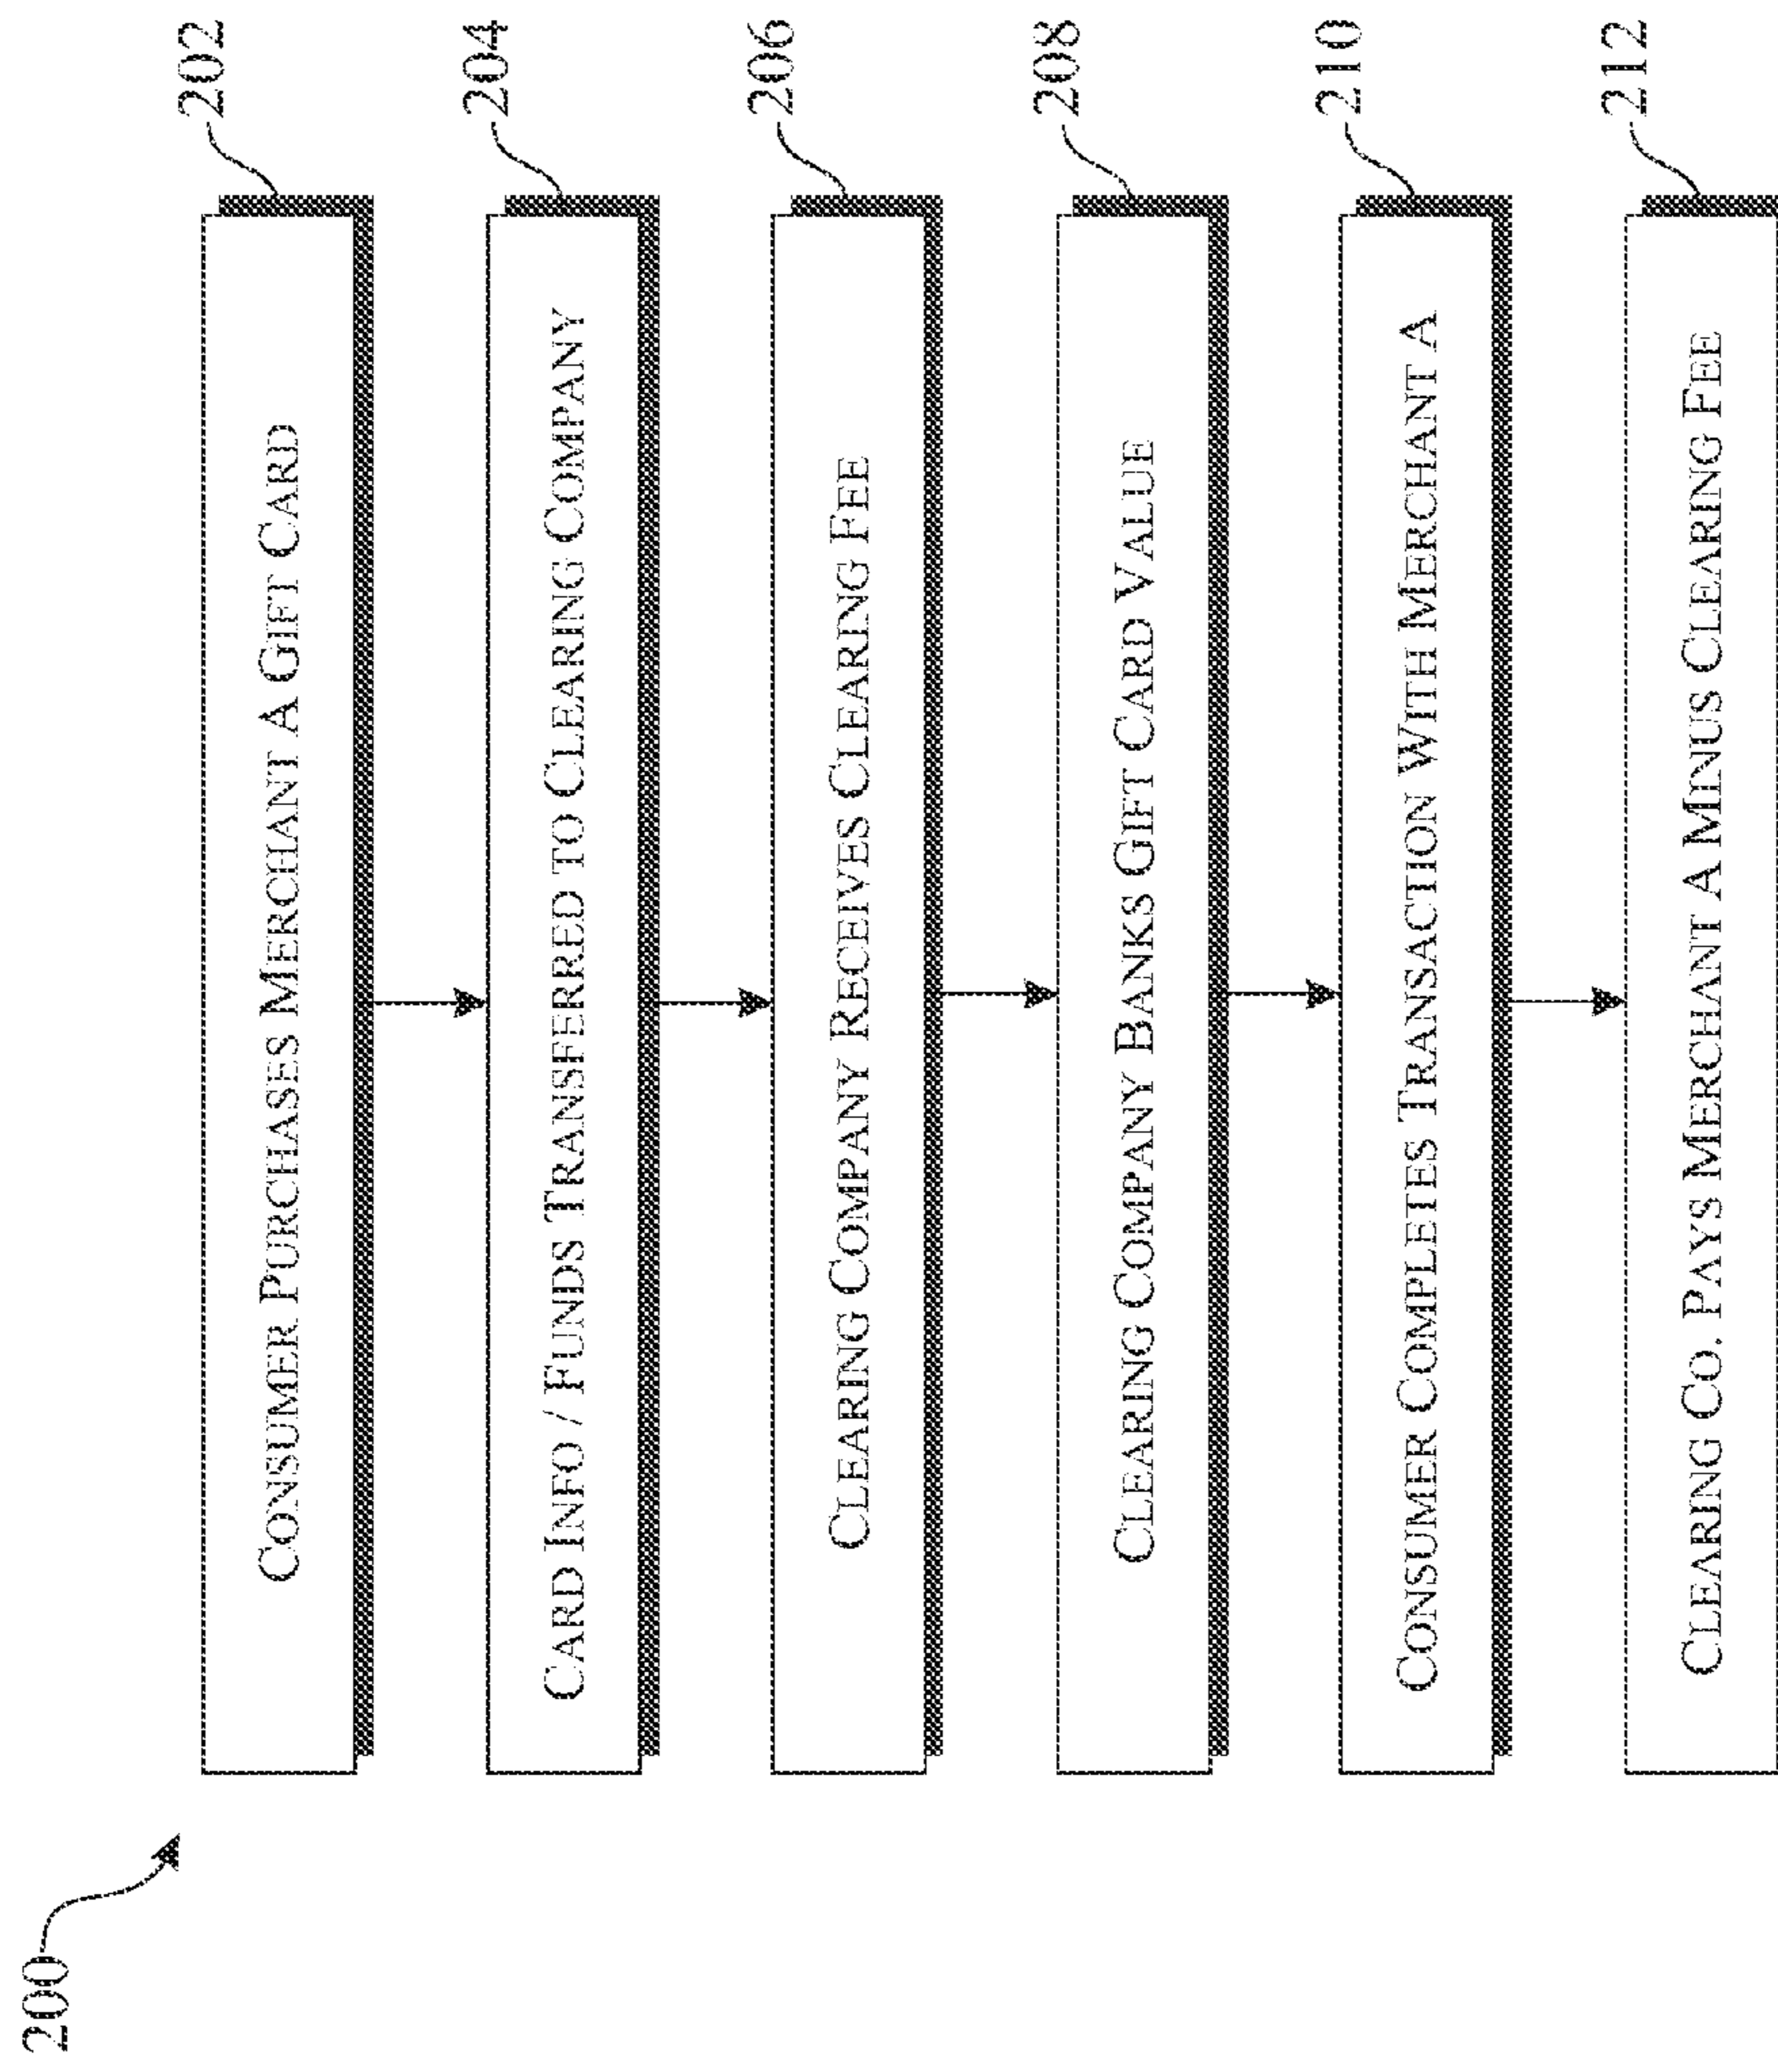 200
202
CONSUMER PURCHASES MERCHANT A GIFT CARD
204
CARD INFO / FUNDS TRANSFERRED TO CLEARING COMPANY
206
CLEARING COMPANY RECEIVES CLEARING FEE
208
CLEARING COMPANY BANKS GIFT CARD VALUE
210
CONSUMER COMPLETES TRANSACTION WITH MERCHANT A
212
CLEARING CO. PAYS MERCHANT A MINUS CLEARING FEE